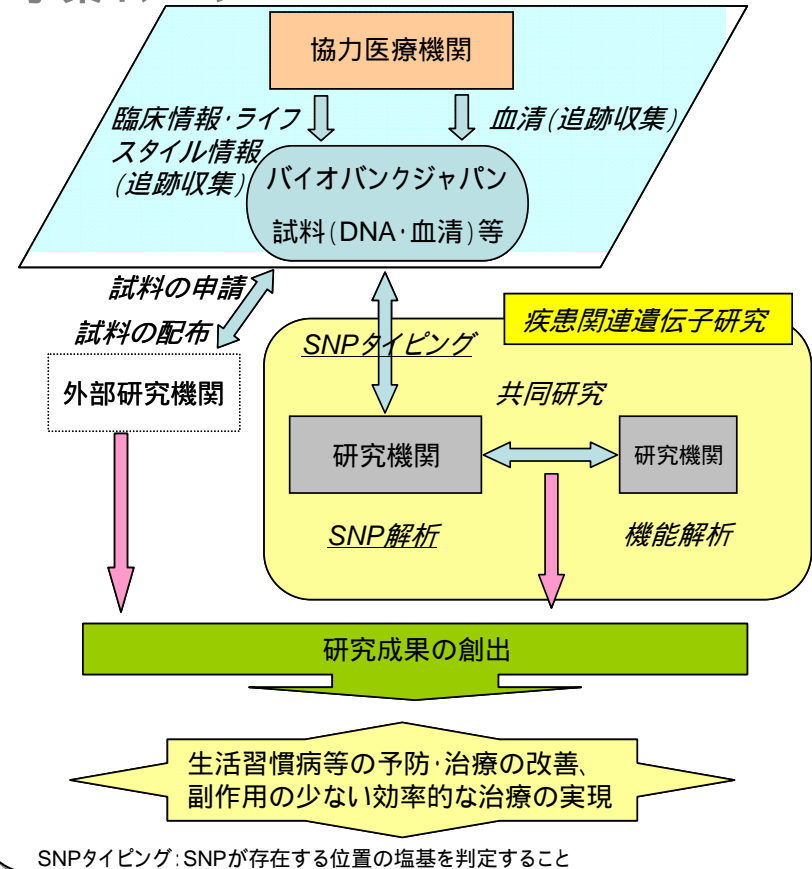 協力医療機関
臨床情報・ライフ
スタイル情報
(追跡収集)
血清(追跡収集)
バイオバンクジャパン
試料(DNA・血清)等
試料の申請
試料の配布
外部研究機関
疾患関連遺伝子研究
SNPタイピング
共同研究
研究機関
研究機関
SNP解析
機能解析
研究成果の創出
生活習慣病等の予防・治療の改善、
副作用の少ない効率的な治療の実現
SNPタイピング:SNPが存在する位置の塩基を判定すること